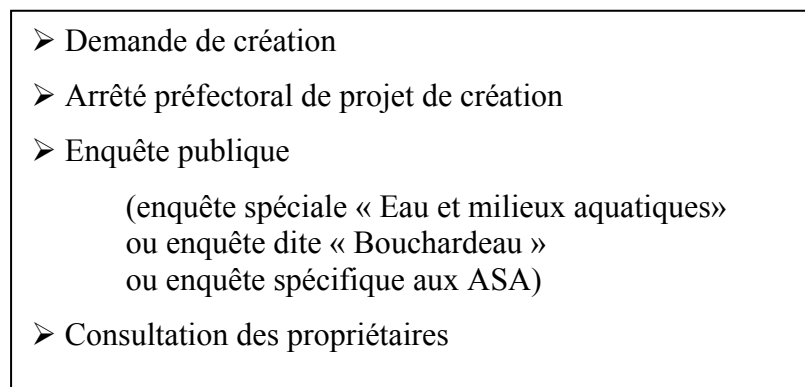 ➢ Demande de création
➢ Arrêté préfectoral de projet de création
➢ Enquête publique
(enquête spéciale « Eau et milieux aquatiques»
ou enquête dite « Bouchardeau »
ou enquête spécifique aux ASA)
➢ Consultation des propriétaires